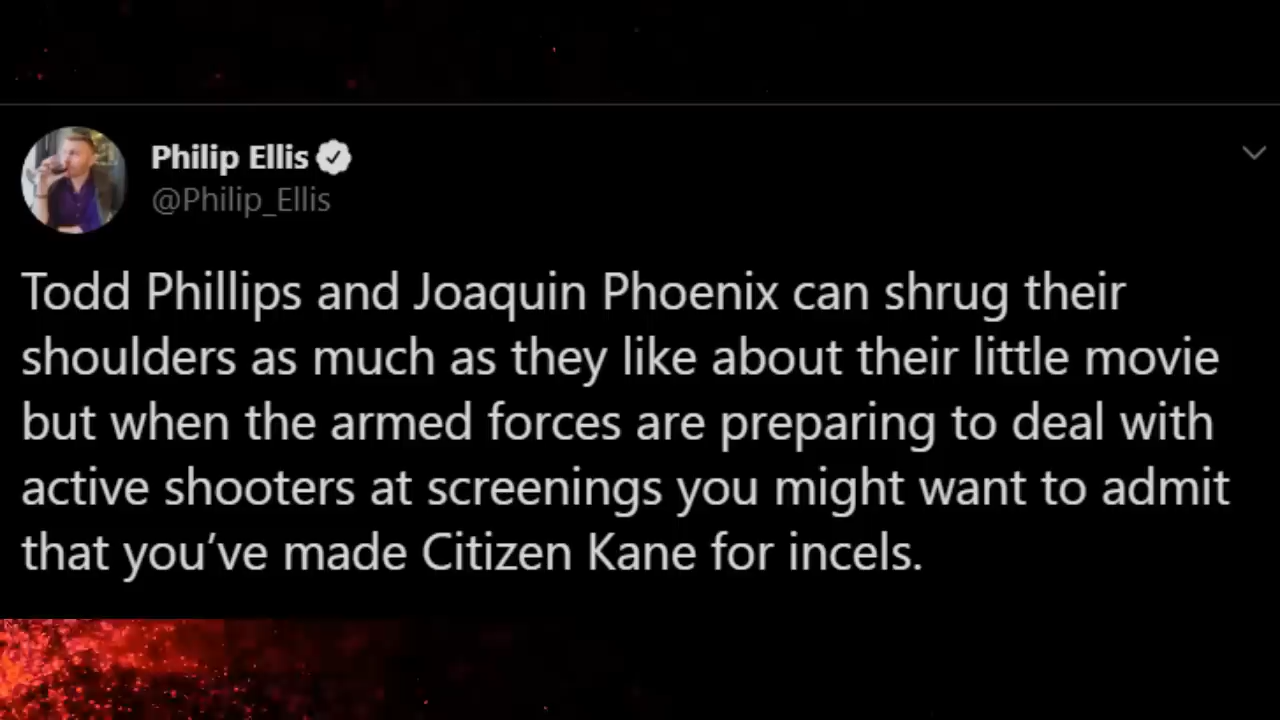 Philip Ellis
@Philip_Ellis
Todd Phillips and Joaquin Phoenix can shrug their
shoulders as much as they like about their little movie
but when the armed forces are preparing to deal with
active shooters at screenings you might want to admit
that you’ve made Citizen Kane for incels.